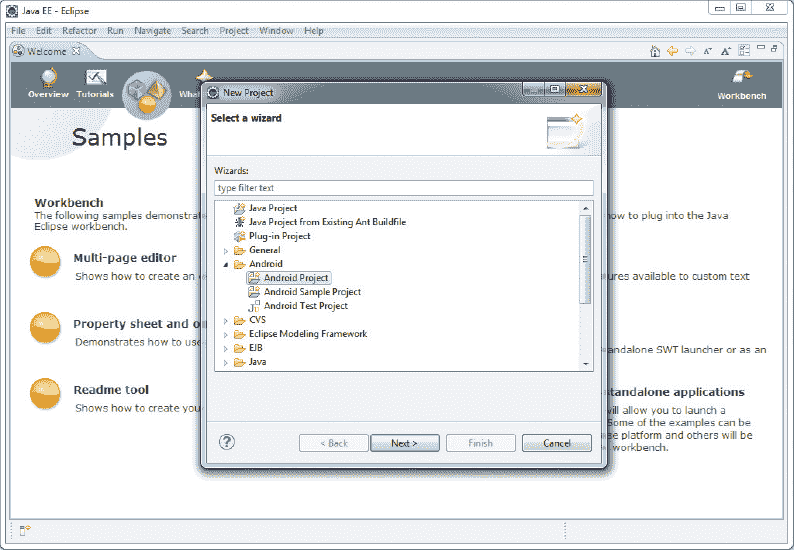 Java EE - Eclipse
File Edit Refactor Run Navigate Search Project Window Help
Welcome
Overview Tutorials Wha Workbench
Samples
New Project
Select a wizard
Wizards:
type filter text
Java Project
Java Project from Existing Ant Buildfile
Plug-in Project
General
Android
Android Project
Android Sample Project
Android Test Project
CVS
Eclipse Modeling Framework
EJB
Java
< Back Next > Finish Cancel
Workbench
The following samples demonstra how to plug into the Java
Eclipse workbench.
Multi-page editor
Shows how to create an ures available to custom text
Property sheet and o
Demonstrates how to use andalone SWT launcher or as an
Readme tool
Shows how to create you
standalone applications
will allow you to launch a
Some of the examples can be
se platform and others will be
workbench.